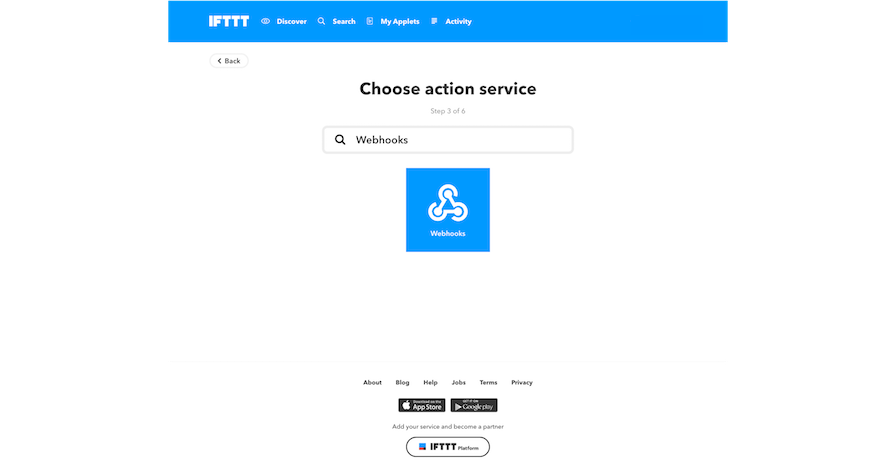 IFTTT Discover Search My Applets Activity
Back
Choose action service
Step 3 of 6
Webhooks
Webhooks
About Blog Help Jobs Terms Privacy
Download on the App Store GET IT ON Google play
Add your service and become a partner
IFTTT Platform